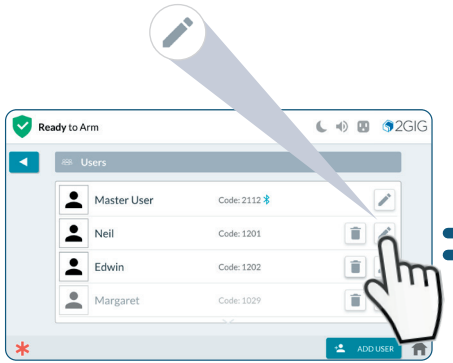 Ready to Arm
2GIG
Users
Master User Code: 2112
Neil Code: 1201
Edwin Code: 1202
Margaret Code: 1029
ADD USER